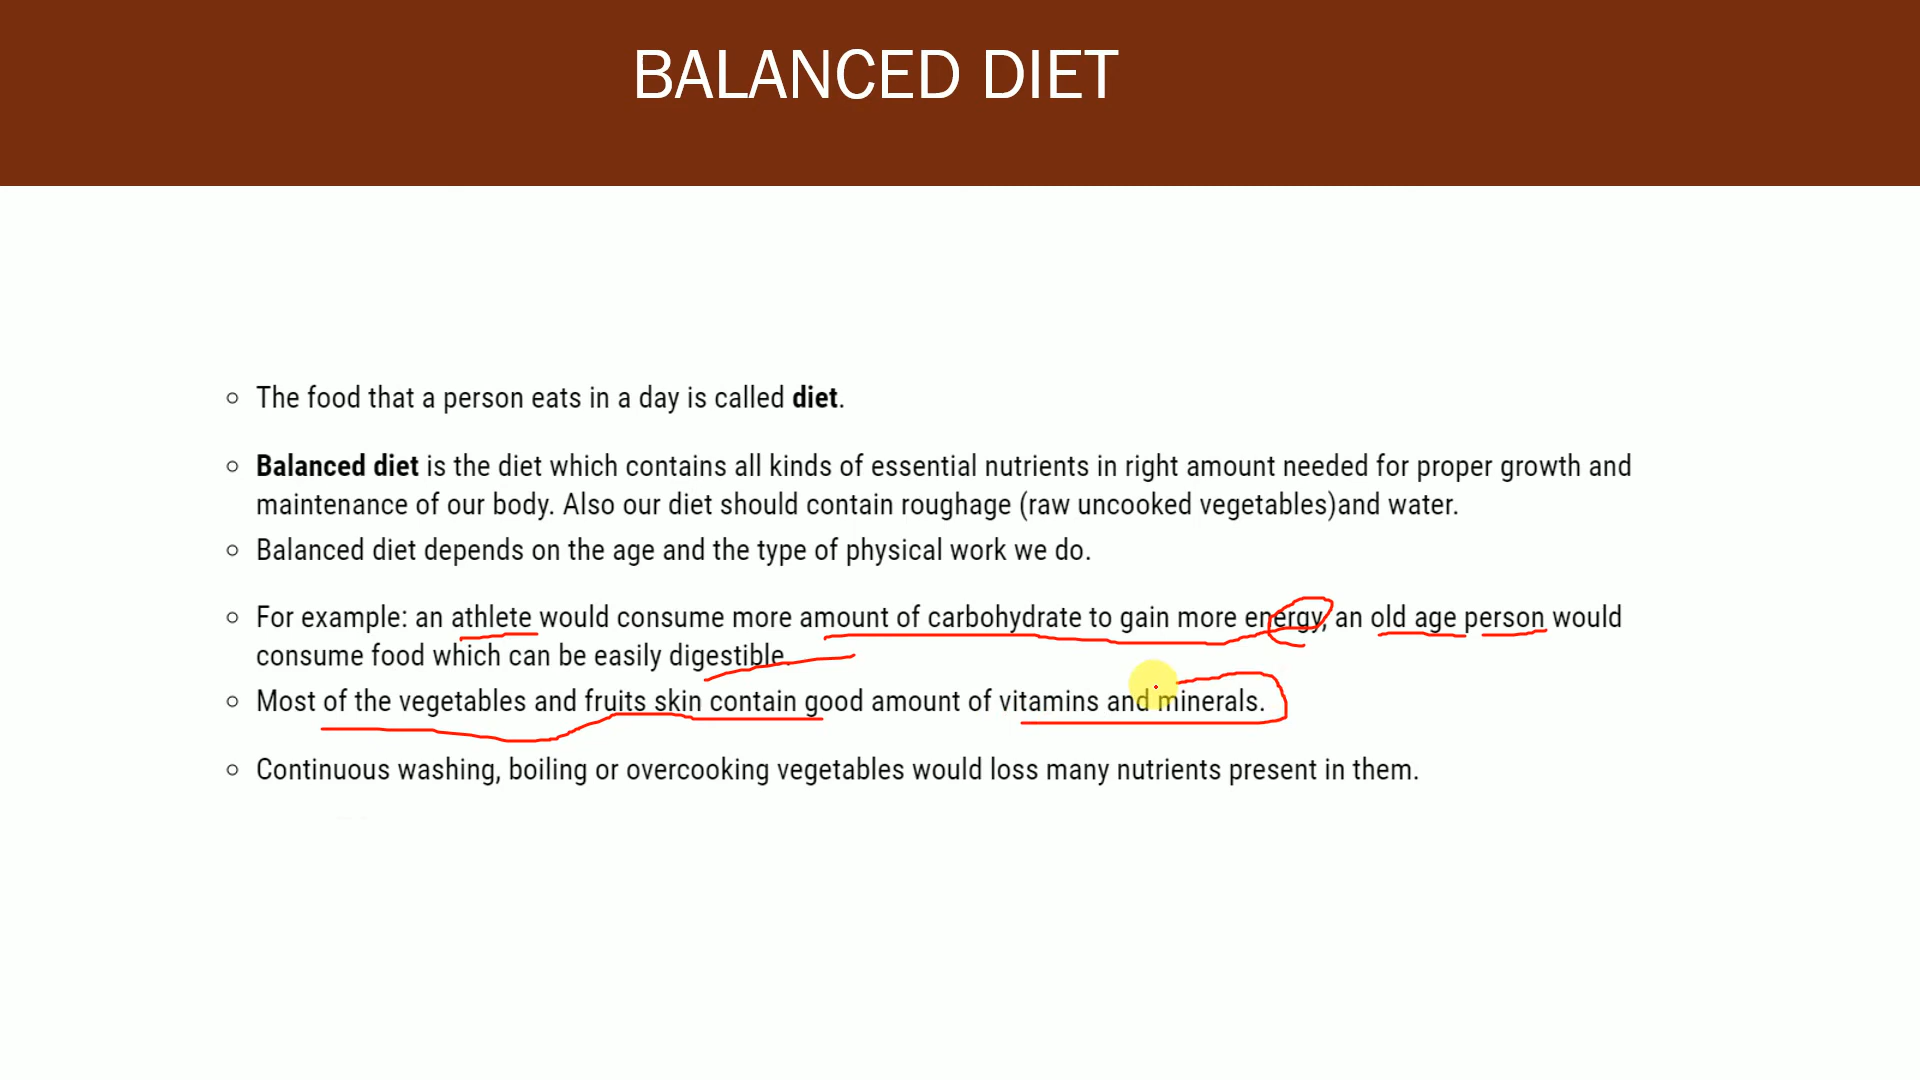 BALANCED DIET
The food that a person eats in a day is called diet.
Balanced diet is the diet which contains all kinds of essential nutrients in right amount needed for proper growth and
maintenance of our body. Also our diet should contain roughage (raw uncooked vegetables)and water.
Balanced diet depends on the age and the type of physical work we do.
For example: an athlete would consume more amount of carbohydrate to gain more energy, an old age person would
consume food which can be easily digestible.
Most of the vegetables and fruits skin contain good amount of vitamins and minerals.
Continuous washing, boiling or overcooking vegetables would loss many nutrients present in them.